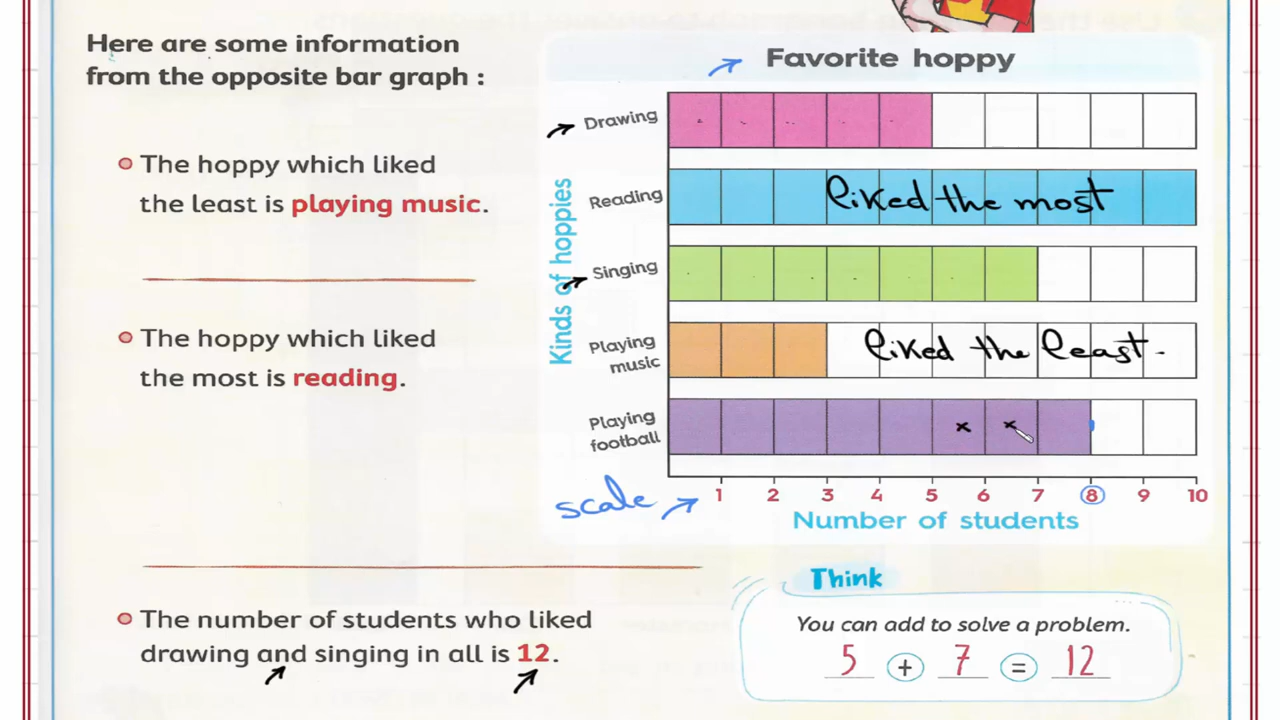 Here are some information
from the opposite bar graph :
The hoppy which liked
the least is playing music.
The hoppy which liked
the most is reading.
The number of students who liked
drawing and singing in all is 12.
Favorite hoppy
Kinds of hoppies
Drawing
Reading
liked the most
Singing
Playing
music
liked the least.
Playing
football
scale
1 2 3 4 5 6 7 8 9 10
Number of students
Think
You can add to solve a problem.
5 + 7 = 12